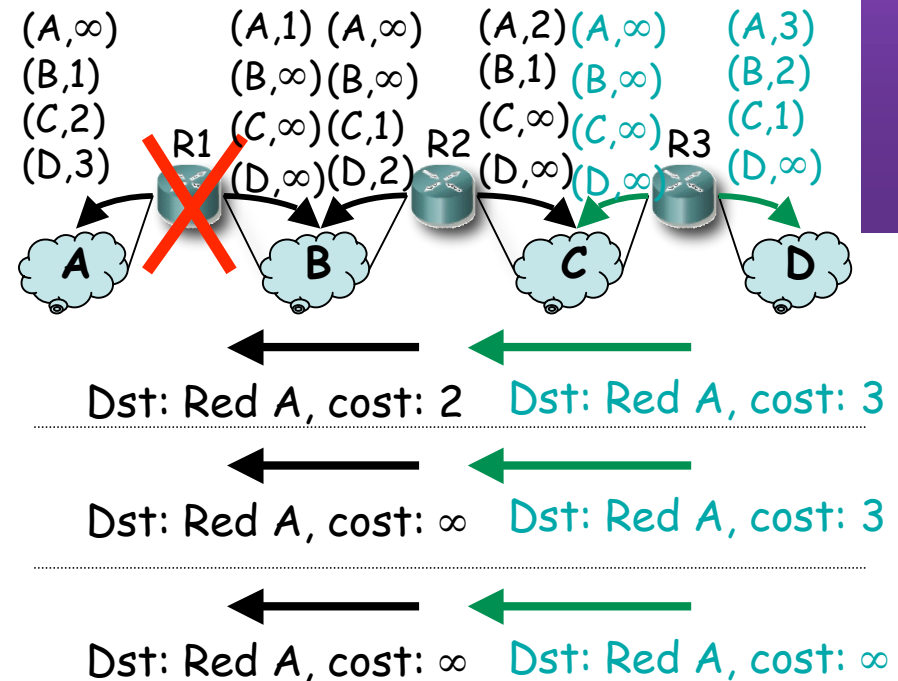 (A,∞) (A,1) (A,∞) (A,2) (A,∞) (A,3)
(B,1) (B,∞) (B,∞) (B,1) (B,∞) (B,2)
(C,2) (C,∞) (C,1) (C,∞) (C,∞) (C,1)
(D,3) (D,∞) (D,2) (D,∞) (D,∞) (D,∞)
R1 R2 R3
A B C D
Dst: Red A, cost: 2 Dst: Red A, cost: 3
Dst: Red A, cost: ∞ Dst: Red A, cost: 3
Dst: Red A, cost: ∞ Dst: Red A, cost: ∞